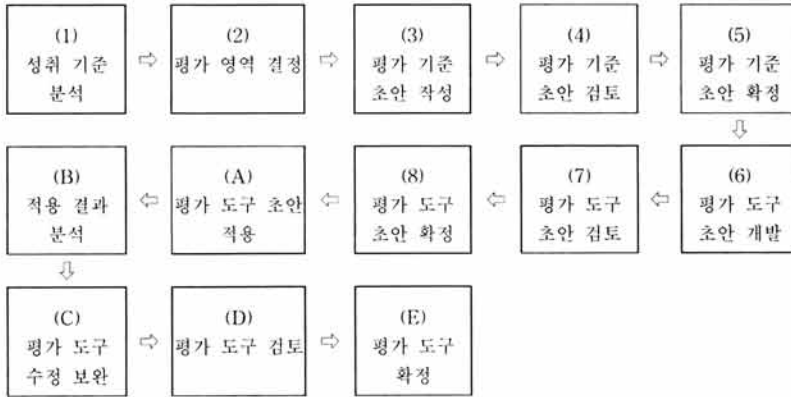 (1)
성취 기준
분석
(2)
평가 영역 결정
(3)
평가 기준
초안 작성
(4)
평가 기준
초안 검토
(5)
평가 기준
초안 확정
(B)
적용 결과
분석
(A)
평가 도구 초안
적용
(8)
평가 도구
초안 확정
(7)
평가 도구
초안 검토
(6)
평가 도구
초안 개발
(C)
평가 도구
수정 보완
(D)
평가 도구 검토
(E)
평가 도구
확정